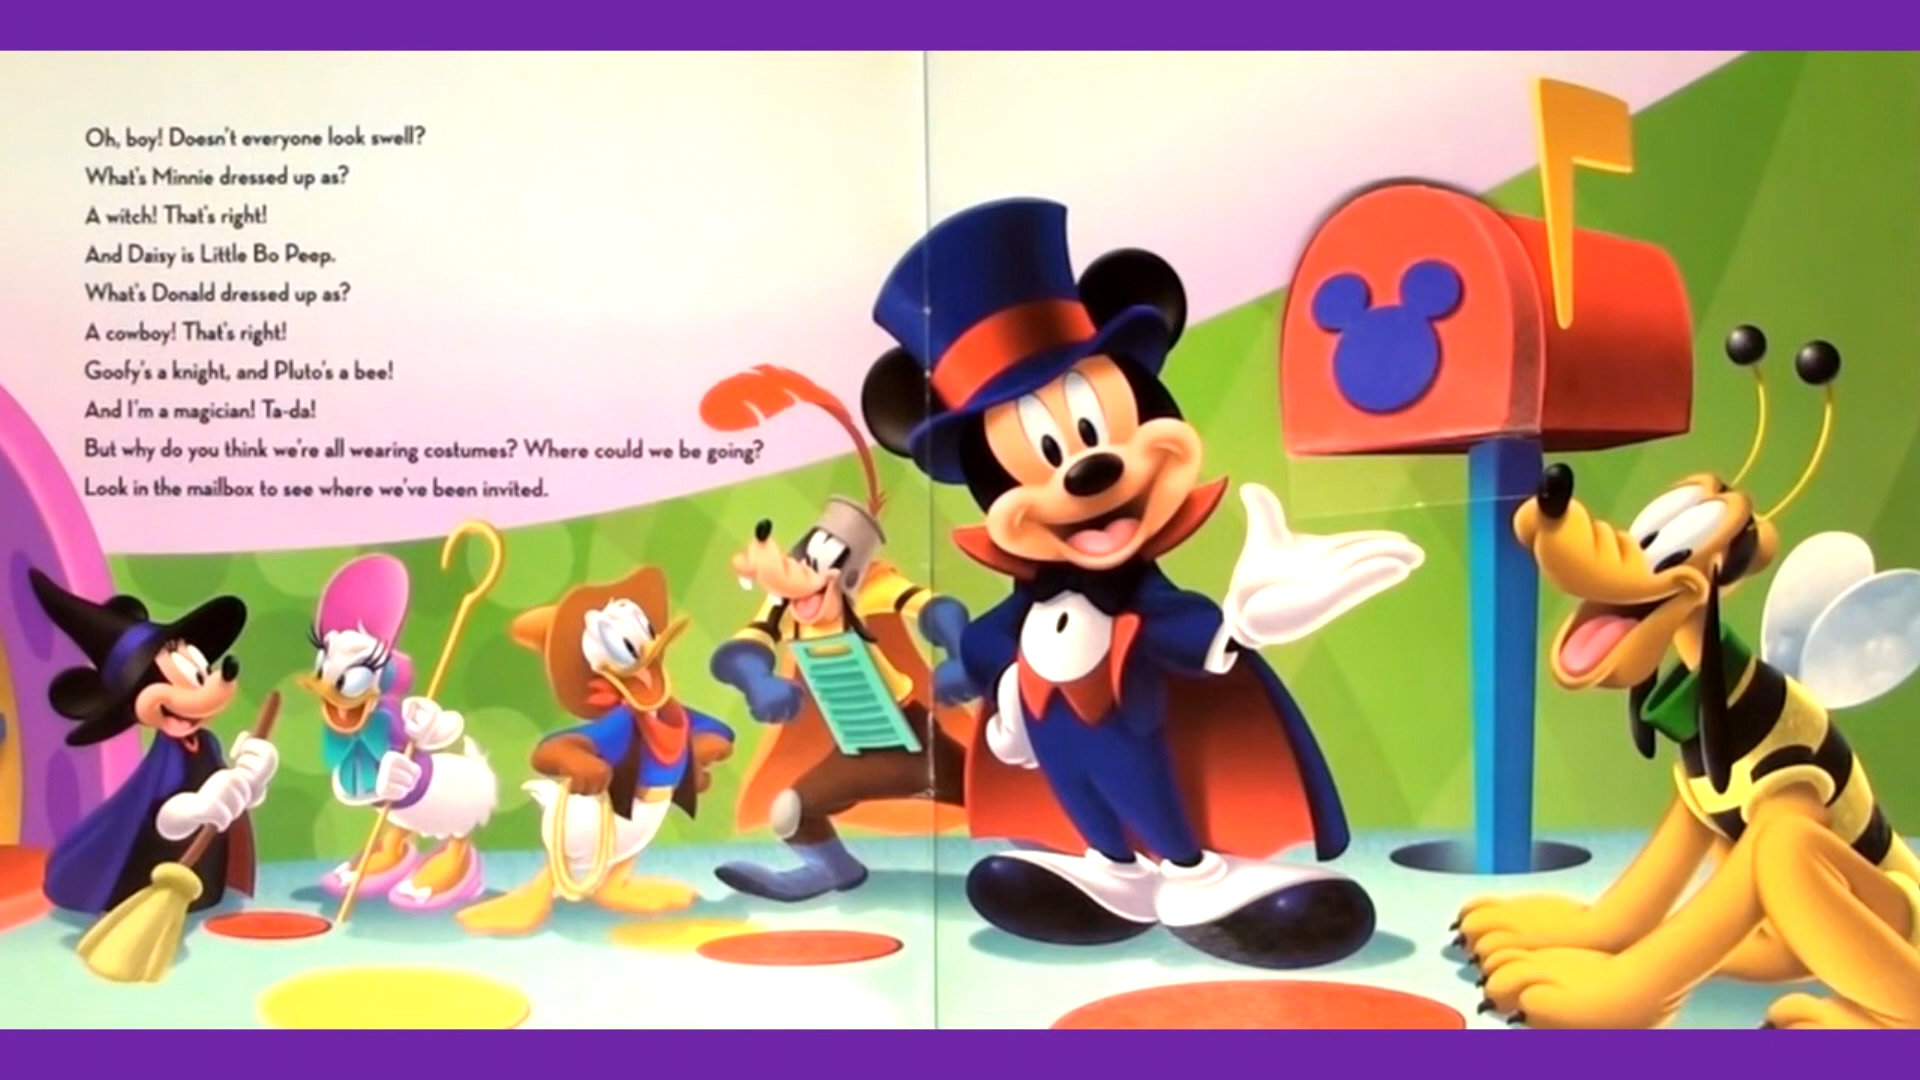 Oh, boy! Doesn't everyone look swell?
What's Minnie dressed up as?
A witch! That's right!
And Daisy is Little Bo Peep.
What's Donald dressed up as?
A cowboy! That's right!
Goofy's a knight, and Pluto's a bee!
And I'm a magician! Ta-da!
But why do you think we're all wearing costumes? Where could we be going?
Look in the mailbox to see where we've been invited.